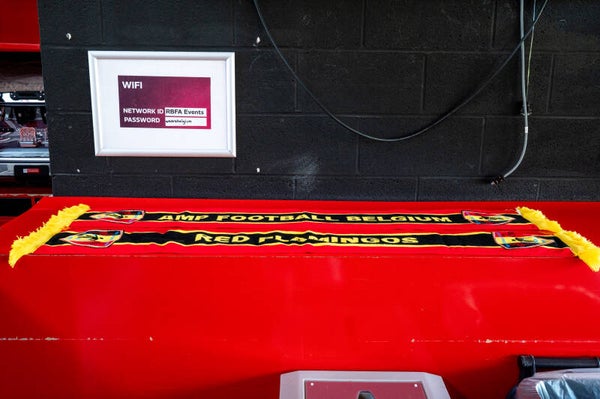 WIFI
NETWORK ID RBFA Events
PASSWORD
AMP FOOTBALL BELGIUM
RED FLAMINGOS